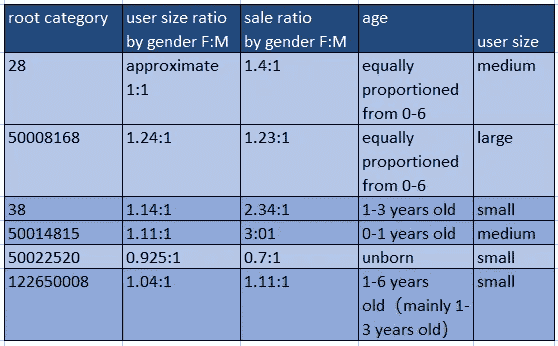 root category user size ratio by gender F:M sale ratio by gender F:M age user size
28 approximate 1:1 1.4:1 equally proportioned from 0-6 medium
50008168 1.24:1 1.23:1 equally proportioned from 0-6 large
38 1.14:1 2.34:1 1-3 years old small
50014815 1.11:1 3:01 0-1 years old medium
50022520 0.925:1 0.7:1 unborn small
122650008 1.04:1 1.11:1 1-6 years old（mainly 1-3 years old） small